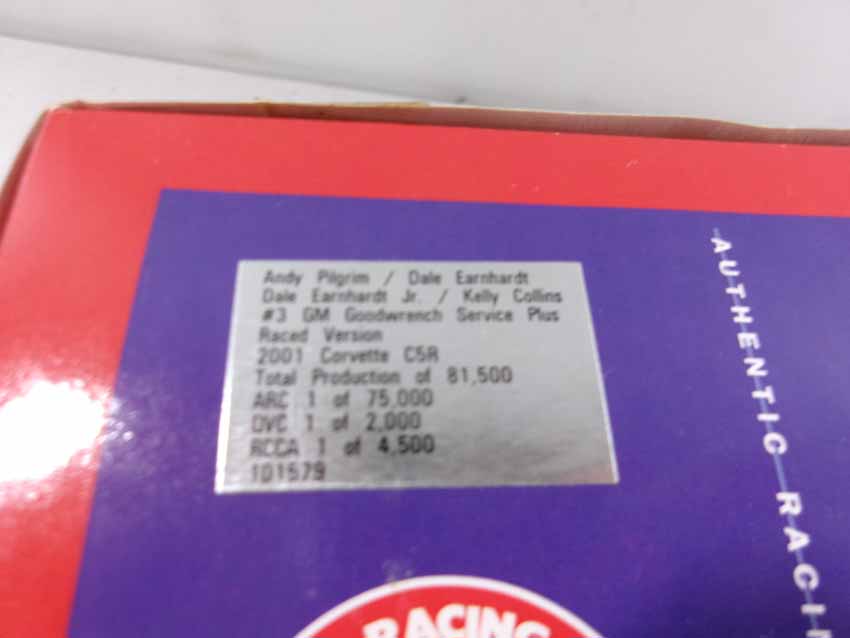 Andy Pilgrim / Dale Earnhardt
Dale Earnhardt Jr. / Kelly Collins
#3 GM Goodwrench Service Plus
Raced Version
2001 Corvette C5R
Total Production of 81,500
ARC 1 of 75,000
QVC 1 of 2,000
RCCA 1 of 4,500
101579
AUTHENTIC
RACING